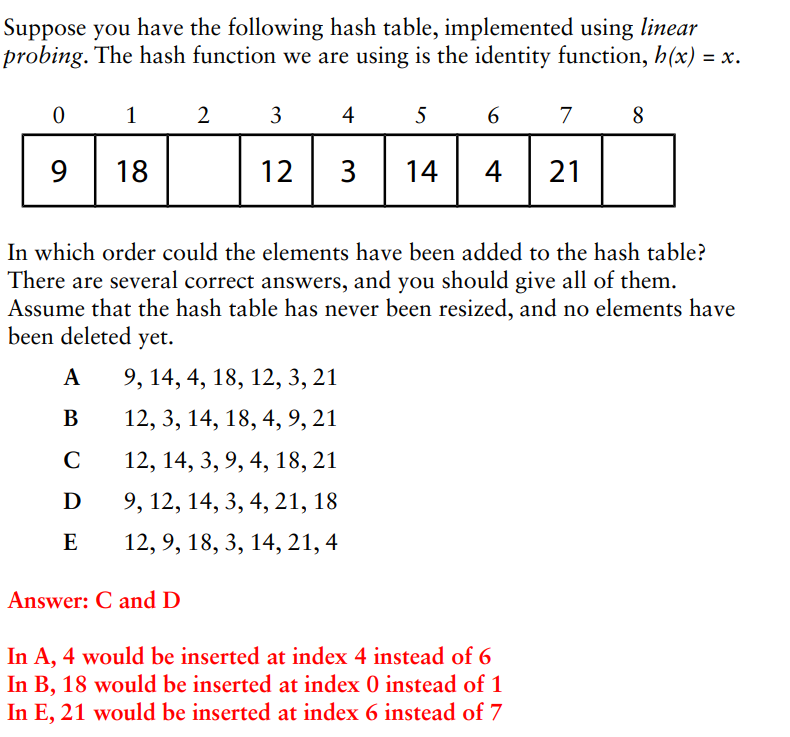 Suppose you have the following hash table, implemented using linear
probing. The hash function we are using is the identity function, h(x) = x.
0 1 2 3 4 5 6 7 8
9 18 12 3 14 4 21
In which order could the elements have been added to the hash table?
There are several correct answers, and you should give all of them.
Assume that the hash table has never been resized, and no elements have
been deleted yet.
A 9, 14, 4, 18, 12, 3, 21
B 12, 3, 14, 18, 4, 9, 21
C 12, 14, 3, 9, 4, 18, 21
D 9, 12, 14, 3, 4, 21, 18
E 12, 9, 18, 3, 14, 21, 4
Answer: C and D
In A, 4 would be inserted at index 4 instead of 6
In B, 18 would be inserted at index 0 instead of 1
In E, 21 would be inserted at index 6 instead of 7